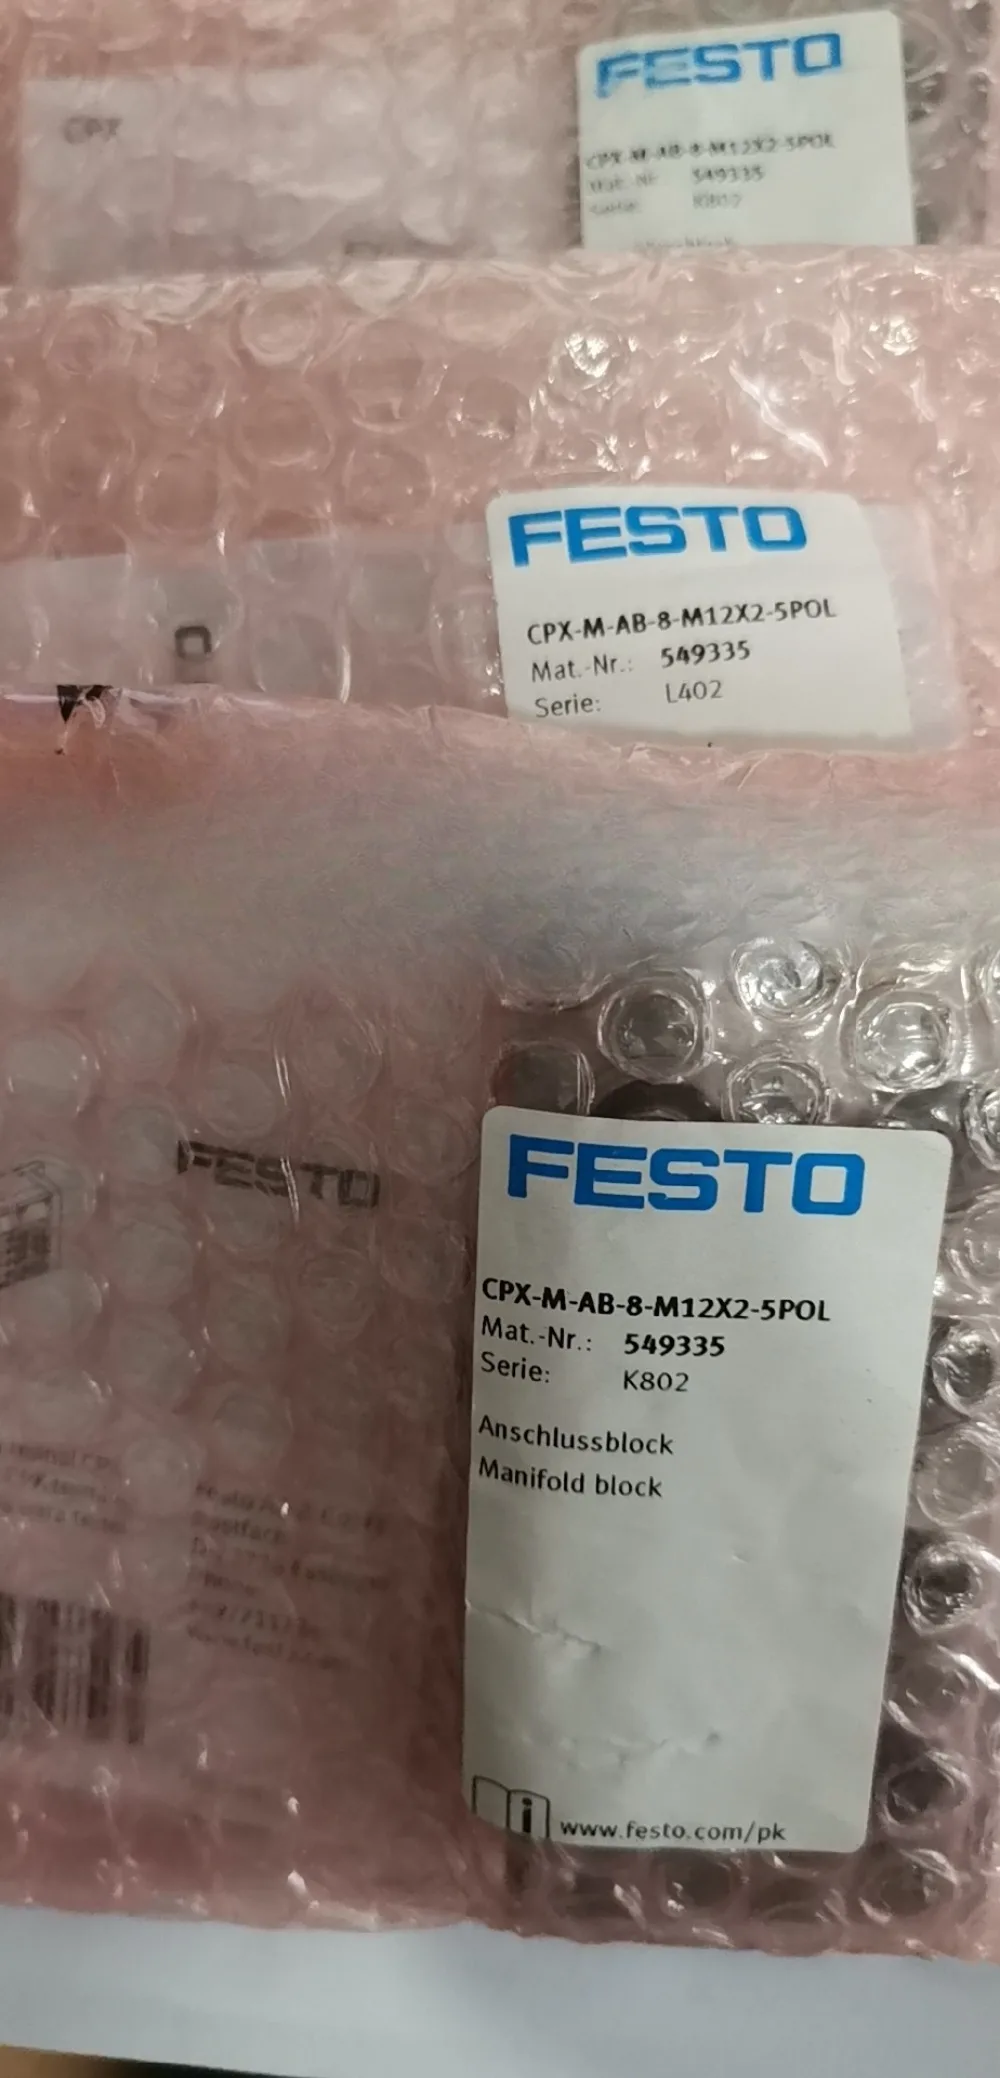 FESTO
CPX
CPX-M-AB-8-M12X2-5POL
Mat.-Nr. 549335
FESTO
CPX-M-AB-8-M12X2-5POL
Mat.-Nr.: 549335
Serie: L402
O
FESTO
FESTO
CPX-M-AB-8-M12X2-5POL
Mat.-Nr.: 549335
Serie: K802
Anschlussblock
Manifold block
i www.festo.com/pk